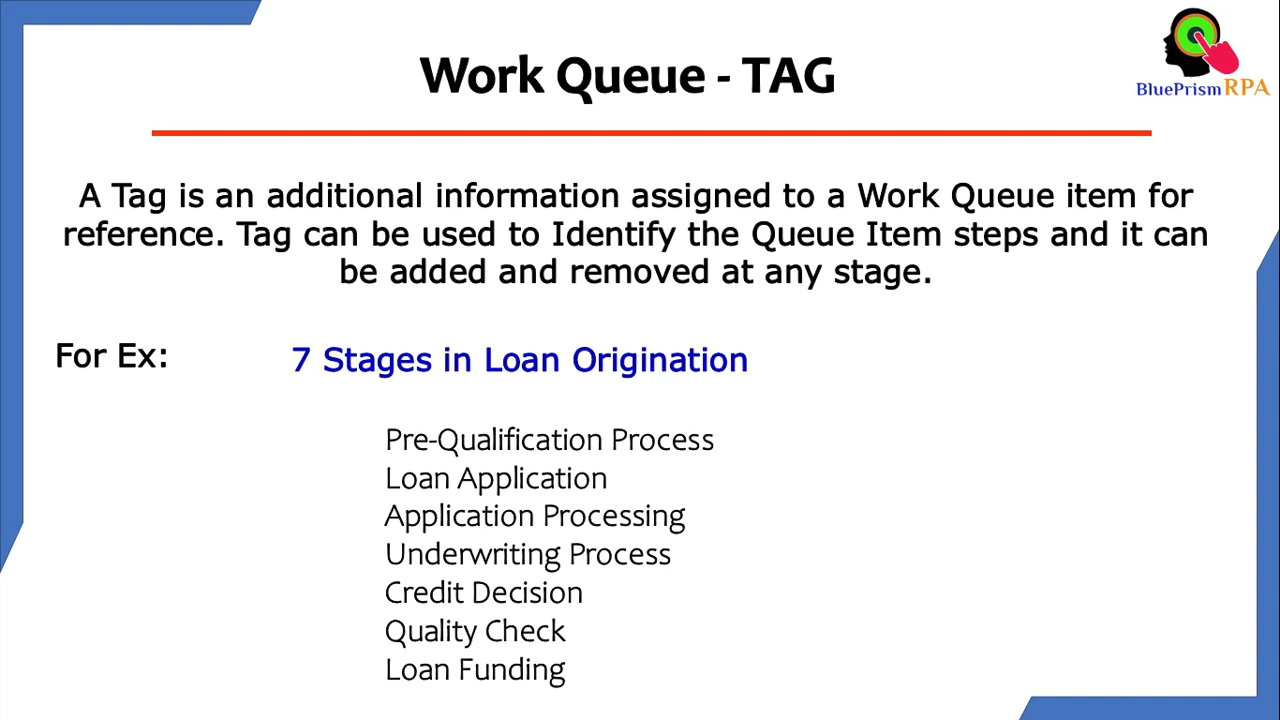 Work Queue - TAG
BluePrism RPA
A Tag is an additional information assigned to a Work Queue item for
reference. Tag can be used to Identify the Queue Item steps and it can
be added and removed at any stage.
For Ex:
7 Stages in Loan Origination
Pre-Qualification Process
Loan Application
Application Processing
Underwriting Process
Credit Decision
Quality Check
Loan Funding